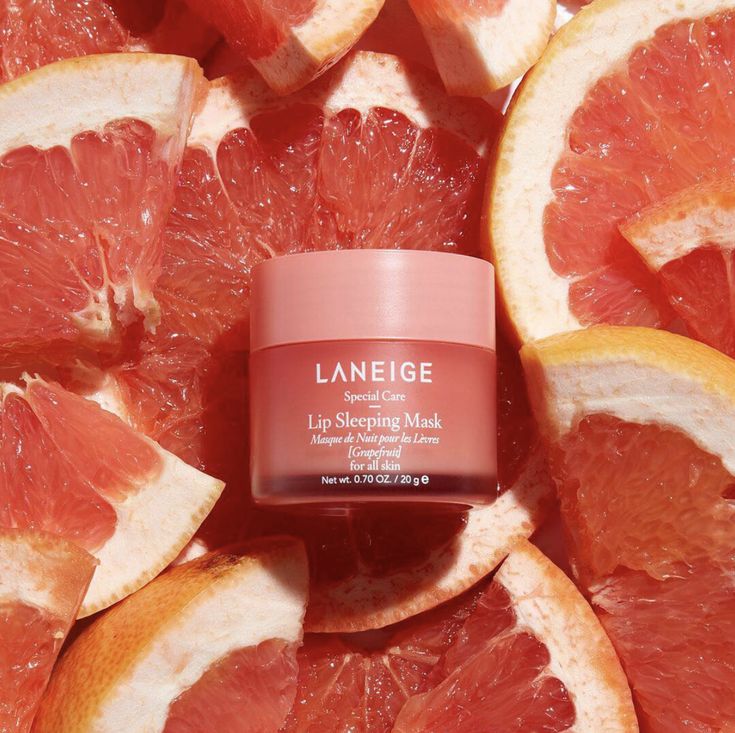 LANEIGE
Special Care
Lip Sleeping Mask
Masque de Nuit pour les Lèvres
[Grapefruit]
for all skin
Net wt. 0.70 OZ. / 20 g ℮